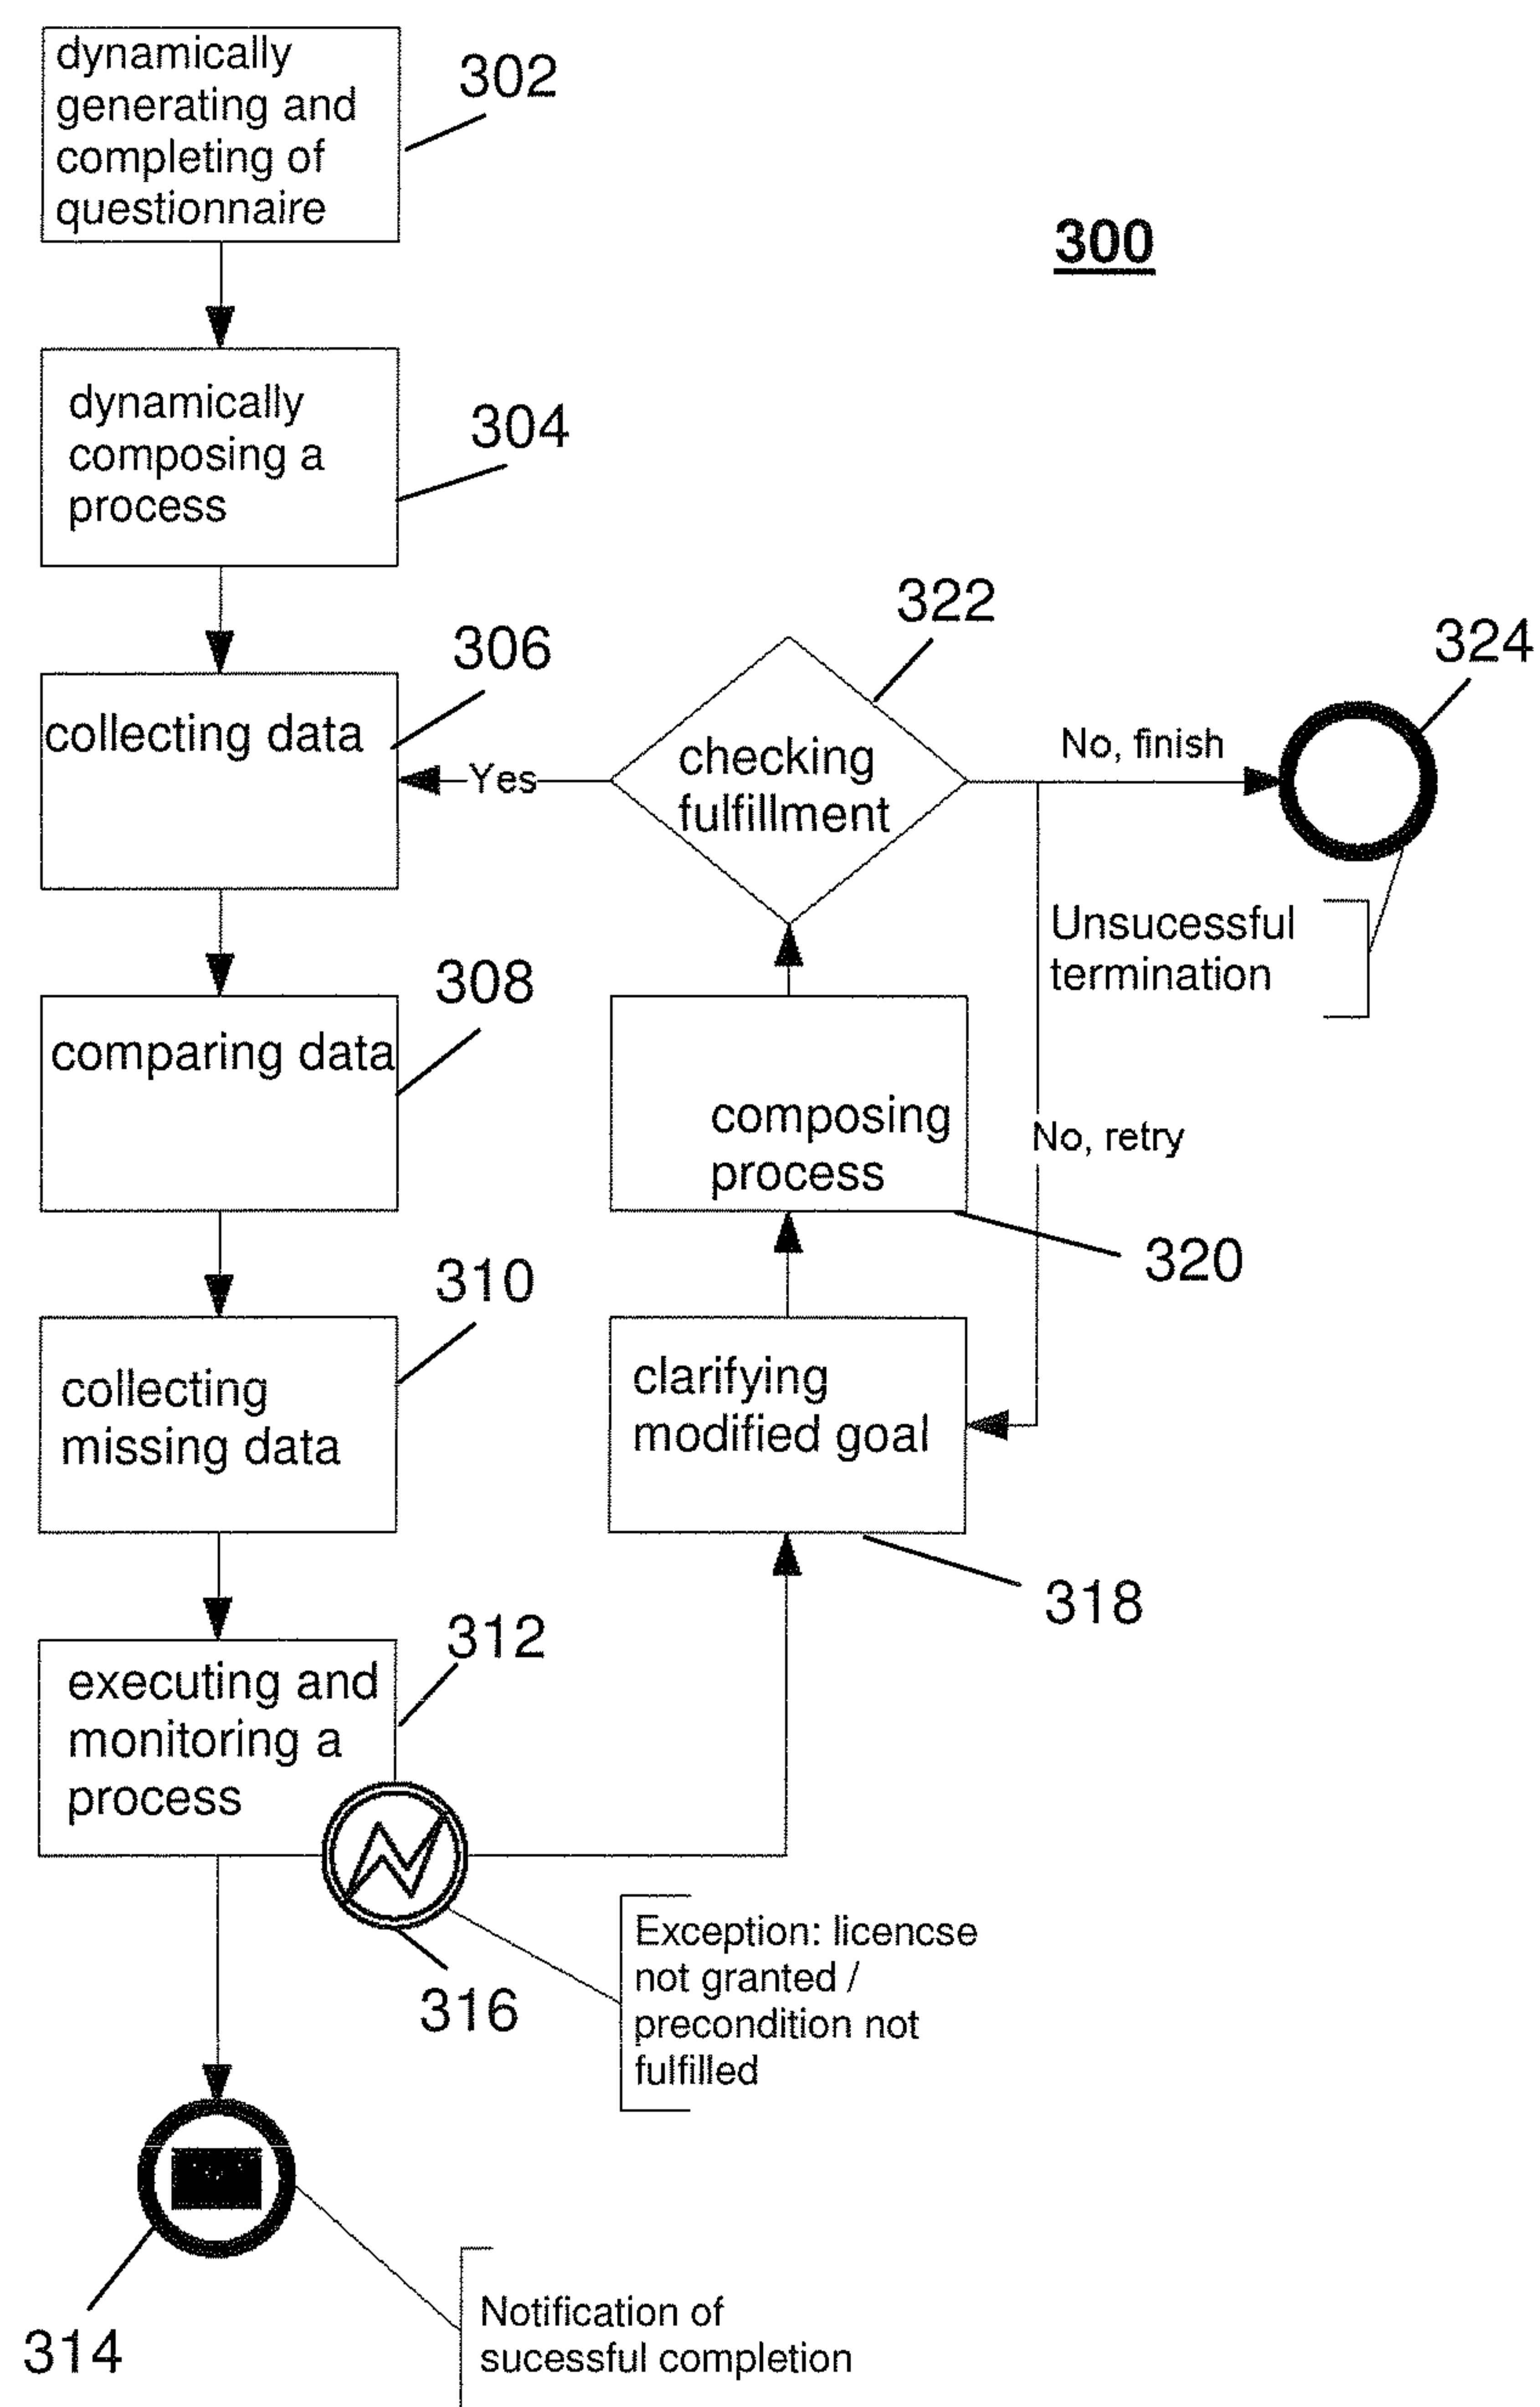 dynamically
generating and
completing of
questionnaire
302
300
dynamically
composing a
process
304
collecting data
306
Yes
checking
fulfillment
322
No, finish
324
Unsucessful
termination
comparing data
308
composing
process
320
No, retry
collecting
missing data
310
clarifying
modified goal
318
executing and
monitoring a
process
312
316
Exception: licencse
not granted /
precondition not
fulfilled
314
Notification of
sucessful completion